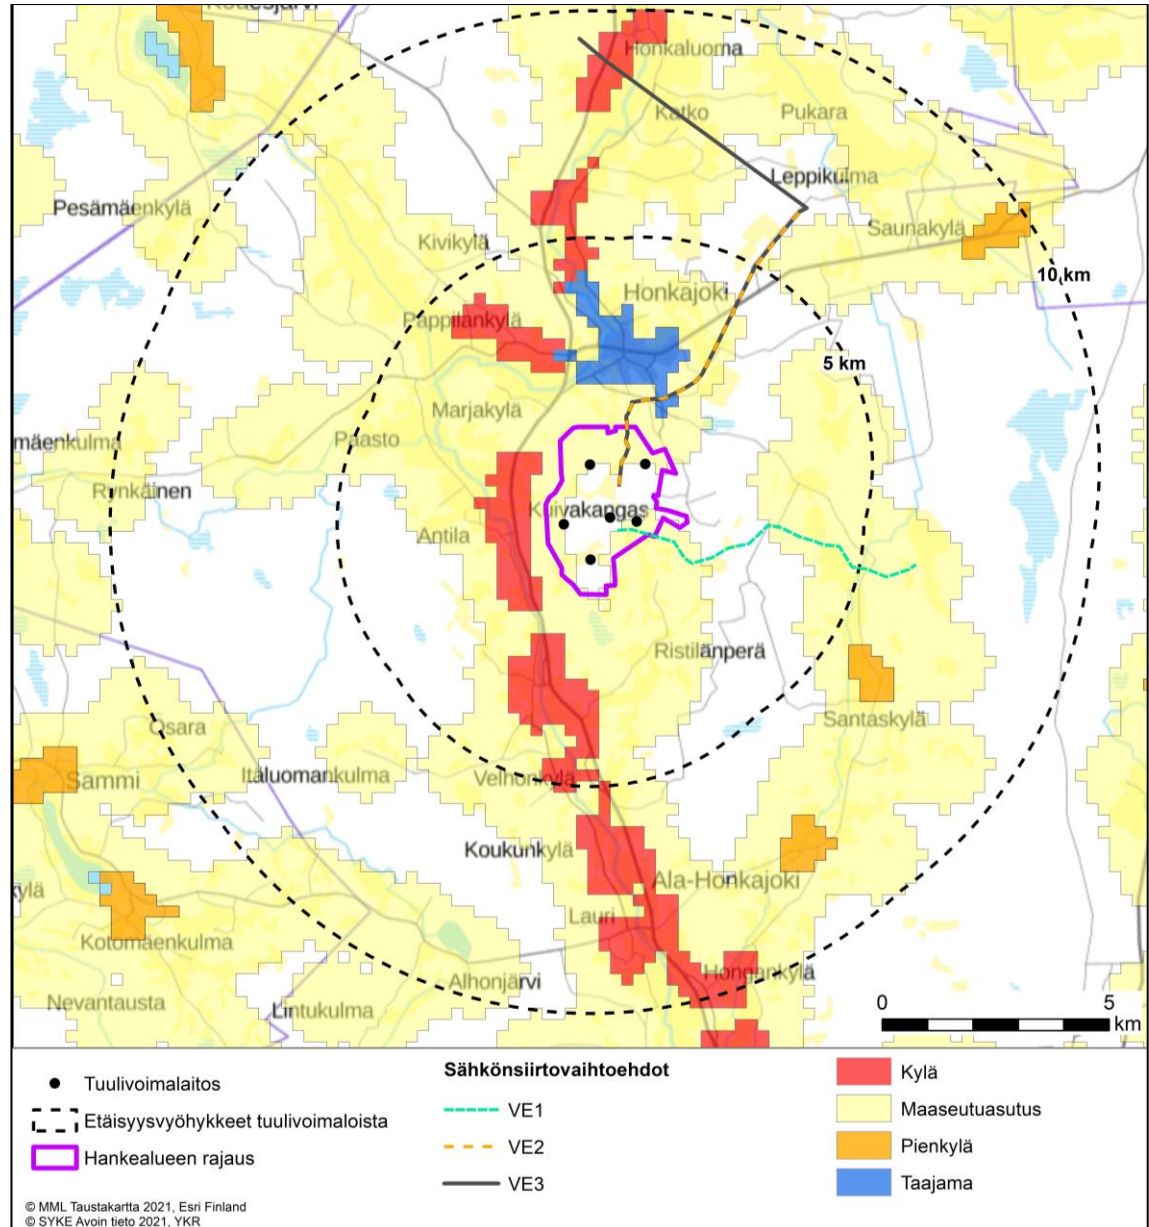 Honkaluoma
Katko
Pukara
Leppikulma
Pesämäenkylä
Saunakylä
Kivikylä
10 km
Honkajoki
Pappilankylä
5 km
Marjakylä
Paasto
mäenkulma
Rynkäinen
Kuivakangas
Antila
Ristilänperä
Santaskylä
Osara
Sammi
Itäluomankulma
Velhonkylä
Koukunkylä
Ala-Honkajoki
kylä
Lauri
Kotomäenkulma
Alhonjärvi
Hongankylä
Nevantausta
Lintukulma
0 5
km
Tuulivoimalaitos
Etäisyysvyöhykkeet tuulivoimaloista
Hankealueen rajaus
Sähkönsiirtovaihtoehdot
VE1
VE2
VE3
Kylä
Maaseutuasutus
Pienkylä
Taajama
© MML Taustakartta 2021, Esri Finland
© SYKE Avoin tieto 2021, YKR